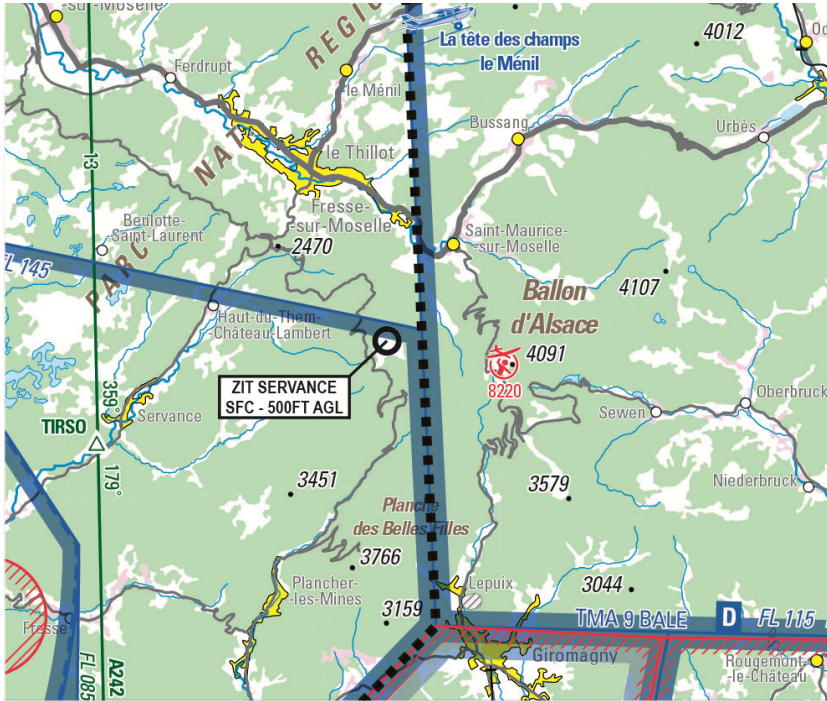 -sur-Moselle
Ferdrupt
REGIO
La tête des champs
le Ménil
4012
le Ménil
Bussang
Urbès
13
NAT
le Thillot
Fresse-
-sur-Moselle
Saint-Maurice-
-sur-Moselle
Beulotte-
-Saint-Laurent
2470
PARC
FL 145
Haut-du-Them-
-Château-Lambert
4107
Ballon
d'Alsace
4091
8220
ZIT SERVANCE
SFC - 500FT AGL
359°
Servance
TIRSO
179°
Sewen
Oberbruck
3451
3579
Niederbruck
Planche
des Belles Filles
3766
Plancher-
-les-Mines
Lepuix
3044
3159
TMA 9 BALE
D
FL 115
Fresse
Giromagny
A242
FL 085
Rougemont-
-le-Château